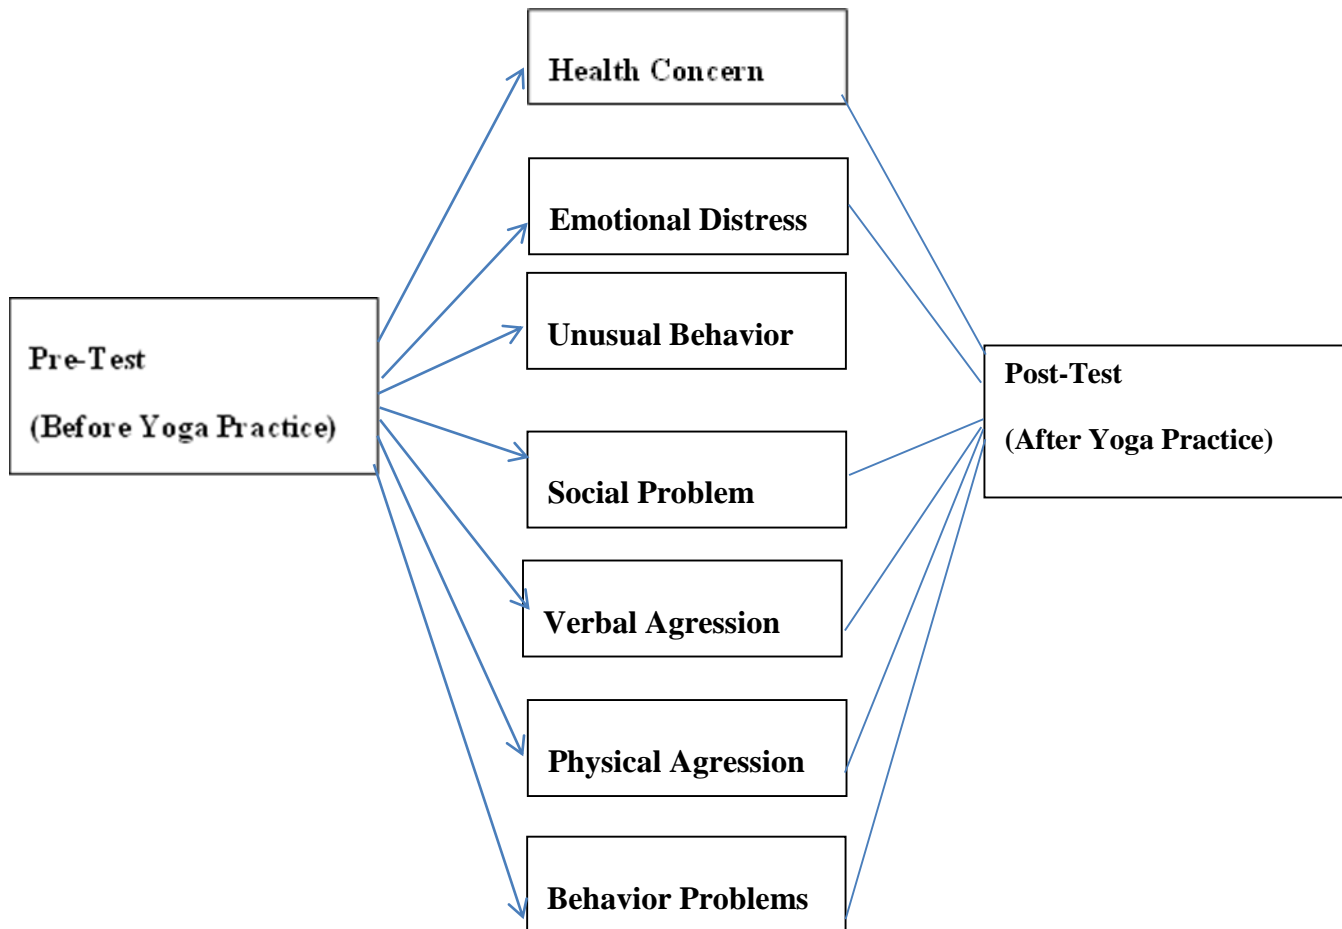 Health Concern
Emotional Distress
Unusual Behavior
Pre-Test
(Before Yoga Practice)
Post-Test
(After Yoga Practice)
Social Problem
Verbal Agression
Physical Agression
Behavior Problems